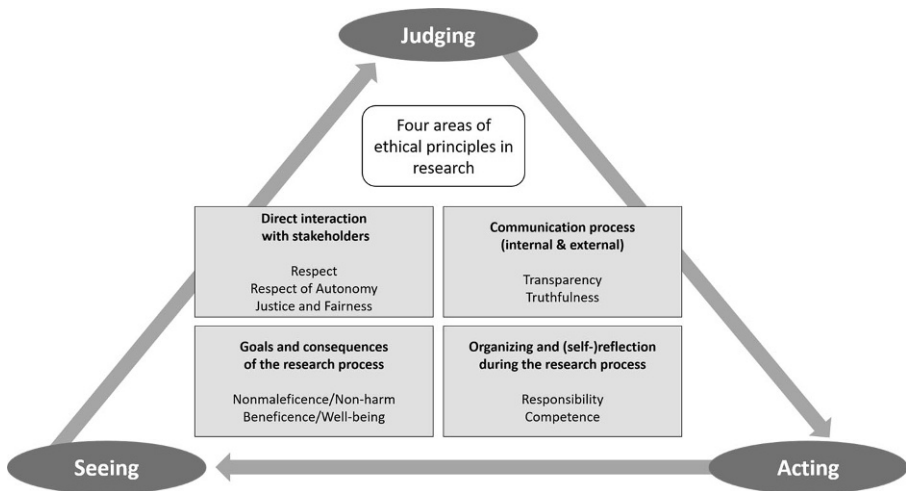 Judging
Four areas of
ethical principles in
research
Direct interaction
with stakeholders
Respect
Respect of Autonomy
Justice and Fairness
Communication process
(internal & external)
Transparency
Truthfulness
Goals and consequences
of the research process
Nonmaleficence/Non-harm
Beneficence/Well-being
Organizing and (self-)reflection
during the research process
Responsibility
Competence
Seeing
Acting